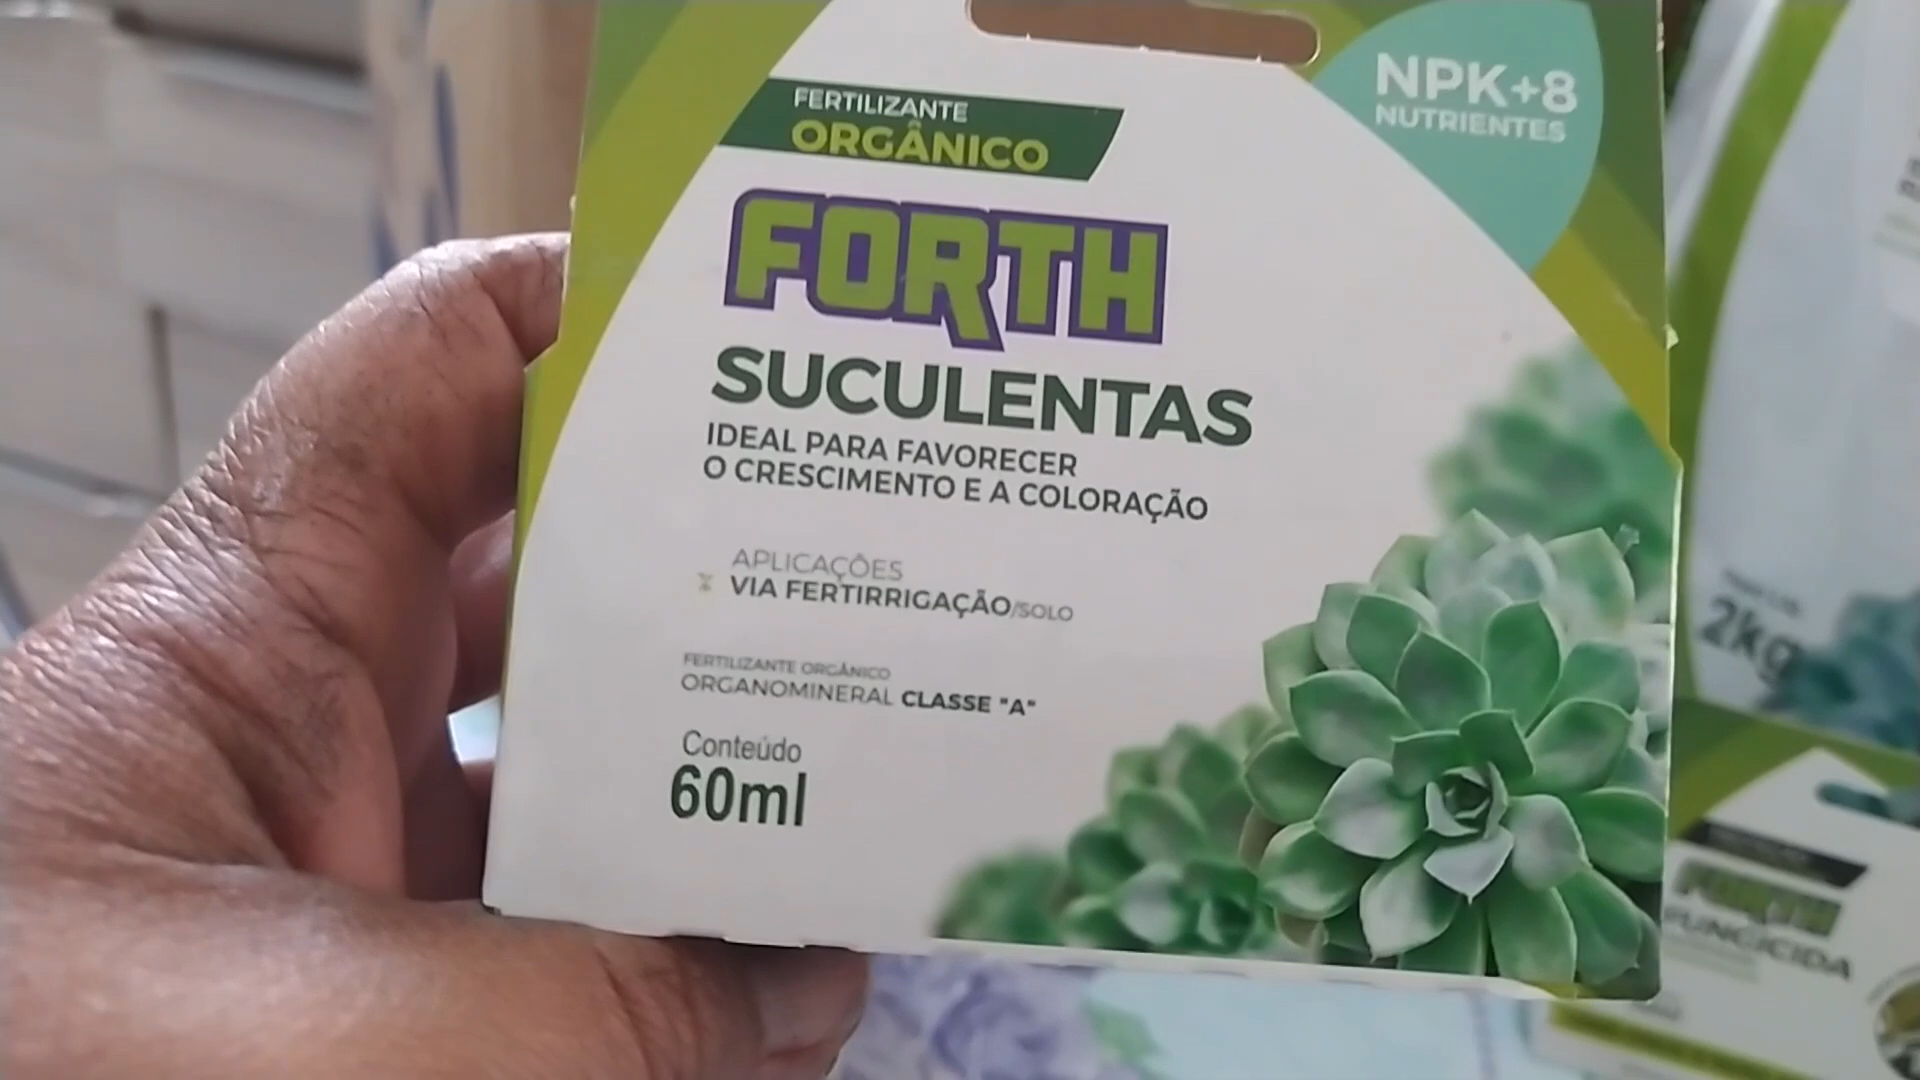 FERTILIZANTE
ORGÂNICO
NPK+8
NUTRIENTES
FORTH
SUCULENTAS
IDEAL PARA FAVORECER
O CRESCIMENTO E A COLORAÇÃO
APLICAÇÕES
VIA FERTIRRIGAÇÃO/SOLO
FERTILIZANTE ORGÂNICO
ORGANOMINERAL CLASSE "A"
Conteúdo
60ml
2kg
FORTH
FUNGICIDA